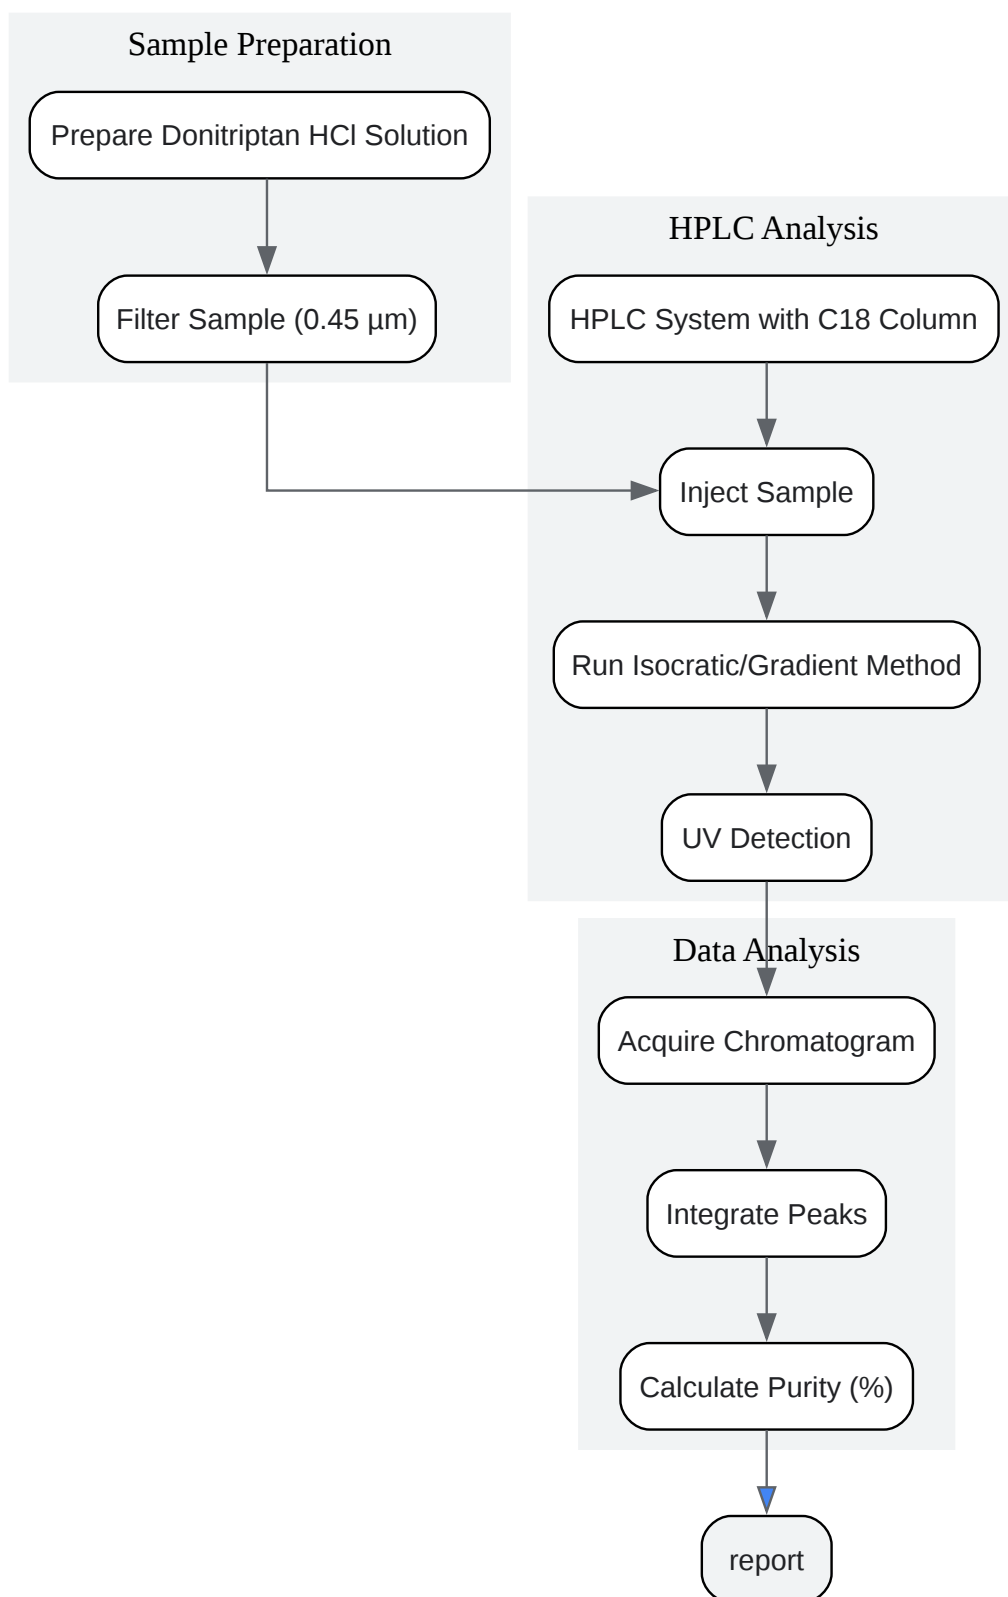 Sample Preparation
Prepare Donitriptan HCl Solution
Filter Sample (0.45 µm)
HPLC Analysis
HPLC System with C18 Column
Inject Sample
Run Isocratic/Gradient Method
UV Detection
Data Analysis
Acquire Chromatogram
Integrate Peaks
Calculate Purity (%)
report